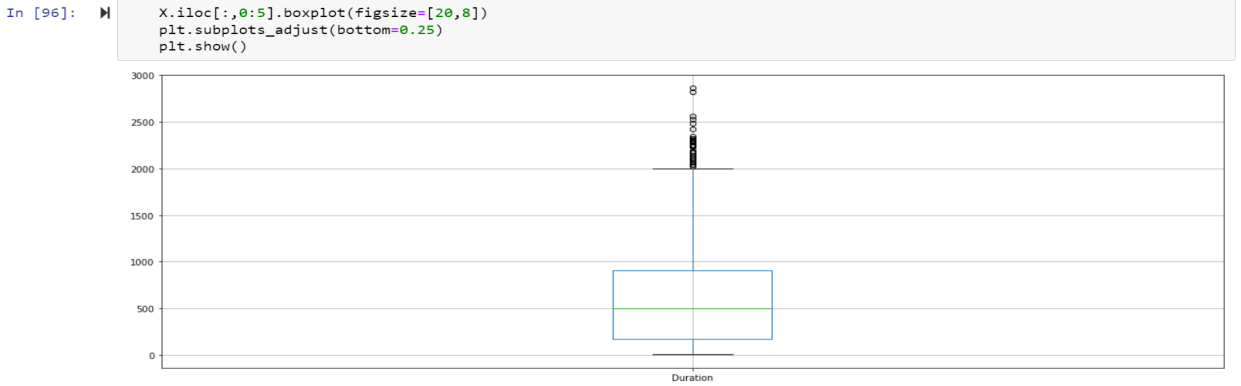 In [96]:
X.iloc[:,0:5].boxplot(figsize=[20,8])
plt.subplots_adjust(bottom=0.25)
plt.show()
3000
2500
2000
1500
1000
500
0
Duration